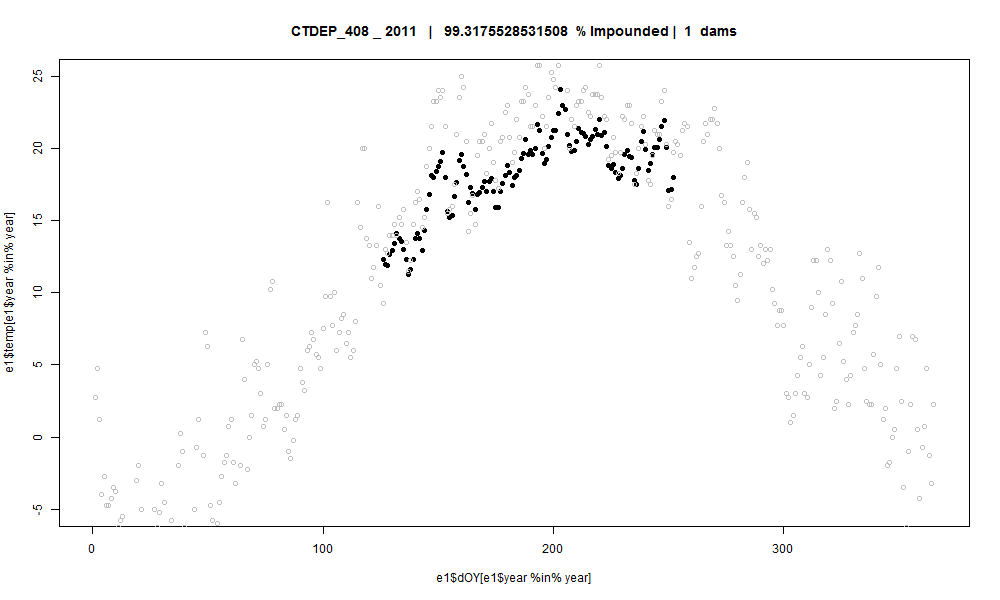 CTDEP_408 _ 2011 | 99.3175528531508 % Impounded | 1 dams
e1$temp[e1$year %in% year]
25
20
15
10
5
0
-5
0 100 200 300
e1$dOY[e1$year %in% year]